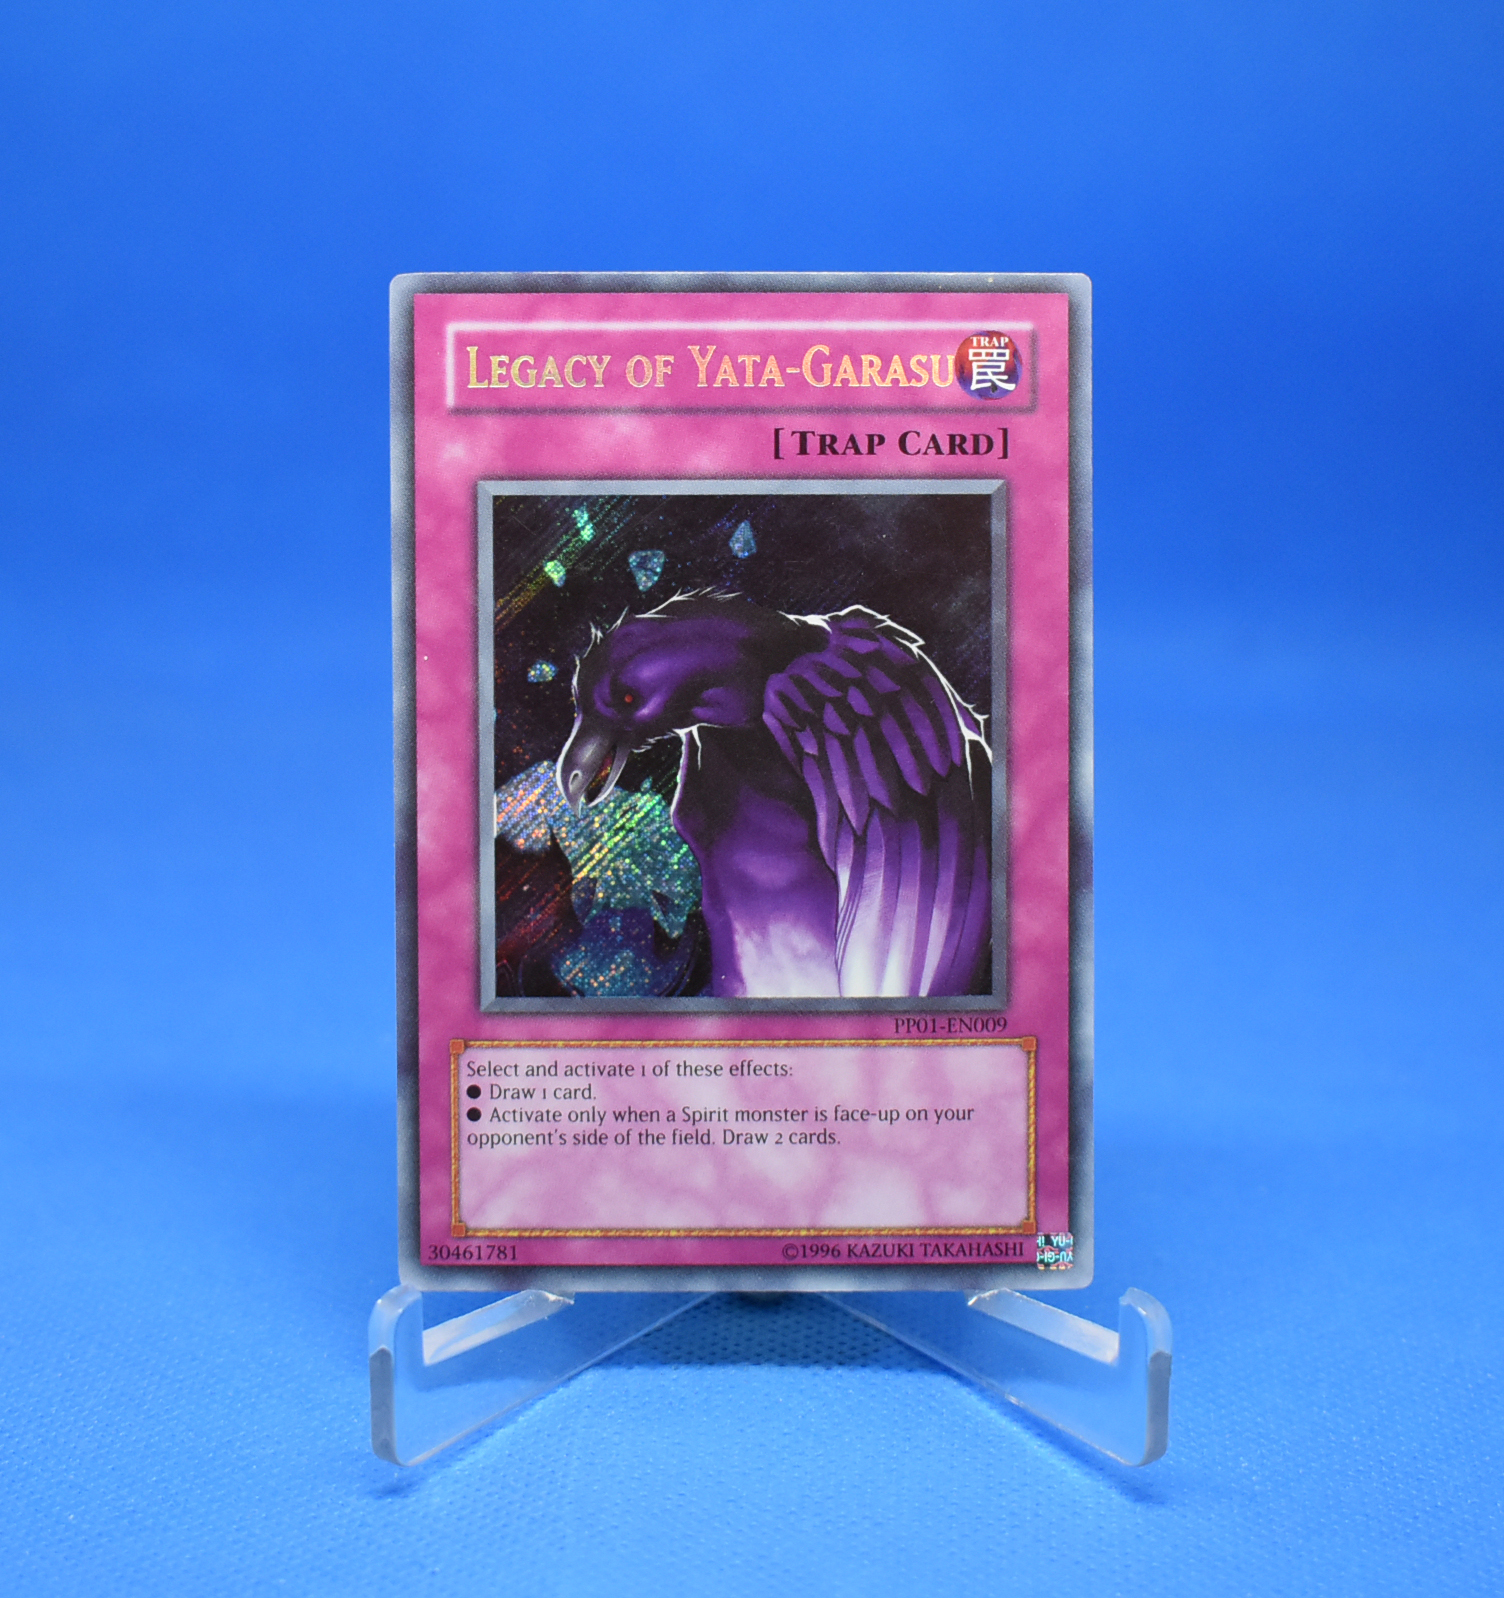 LEGACY OF YATA-GARASU
TRAP
罠
[TRAP CARD]
PP01-EN009
Select and activate 1 of these effects:
● Draw 1 card.
● Activate only when a Spirit monster is face-up on your
opponent's side of the field. Draw 2 cards.
30461781
©1996 KAZUKI TAKAHASHI